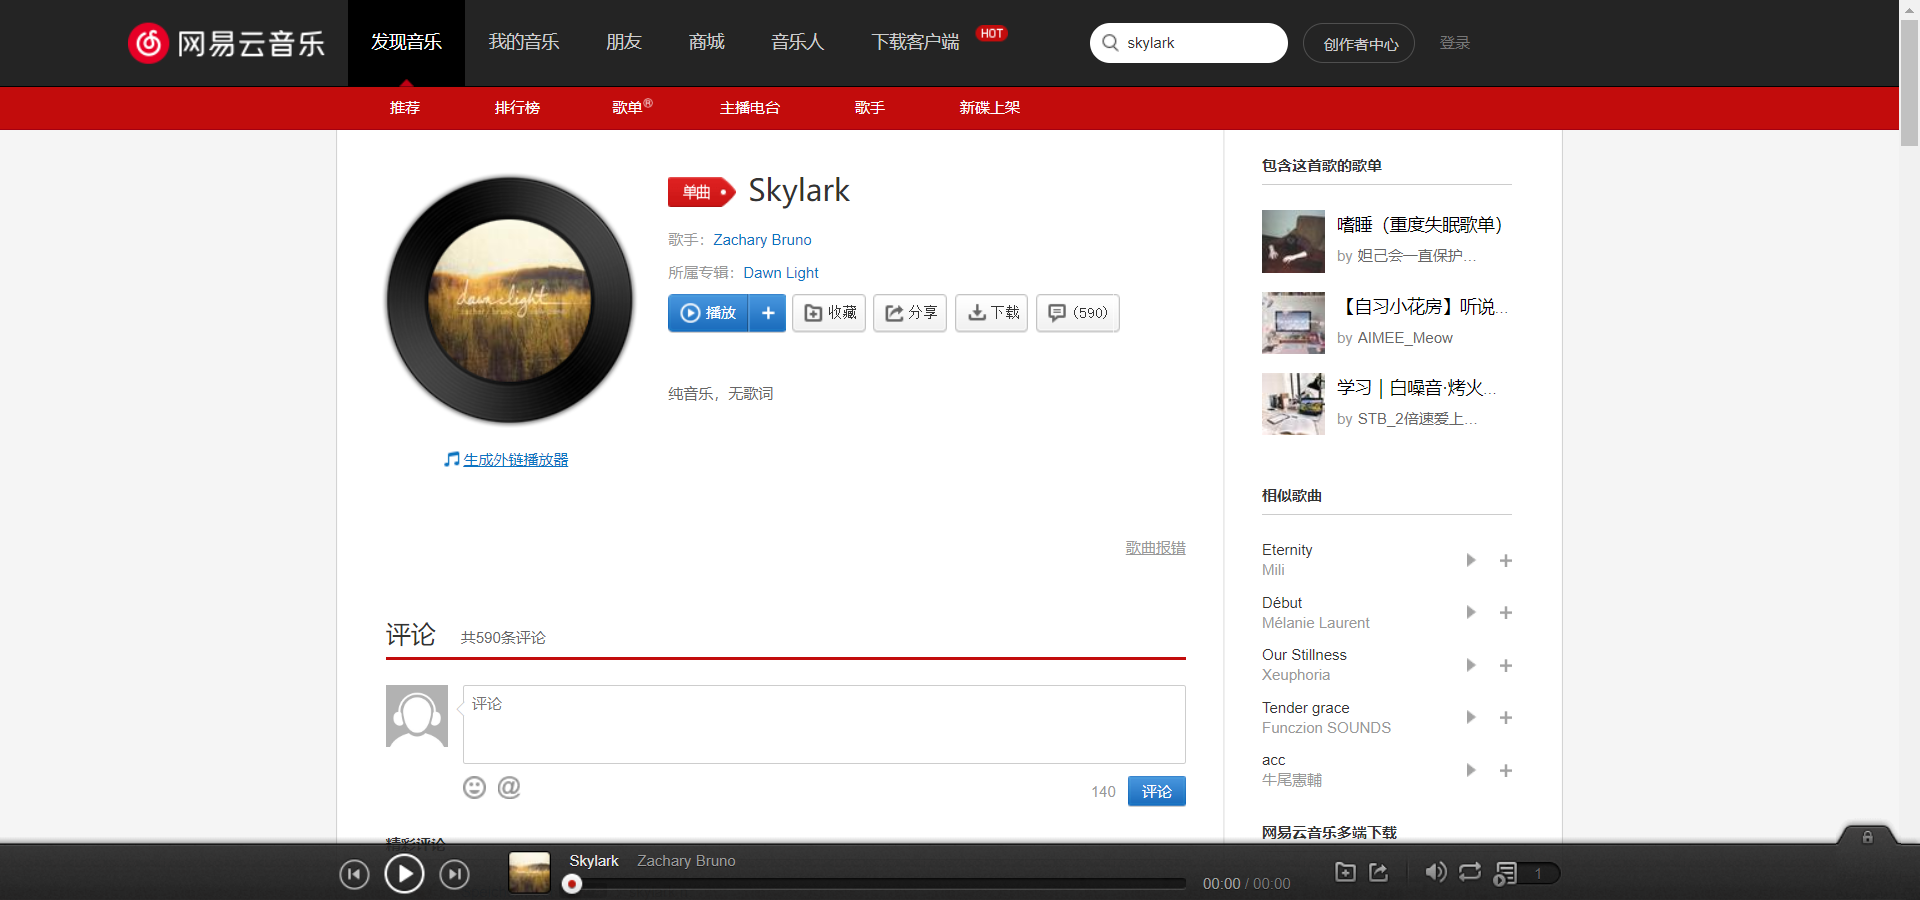 网易云音乐
发现音乐
我的音乐
朋友
商城
音乐人
下载客户端
HOT
skylark
创作者中心
登录
推荐
排行榜
歌单®
主播电台
歌手
新碟上架
单曲
Skylark
歌手：Zachary Bruno
所属专辑：Dawn Light
播放
收藏
分享
下载
(590)
纯音乐，无歌词
dawn light
生成外链播放器
歌曲报错
评论
共590条评论
评论
140
评论
精彩评论
包含这首歌的歌单
嗜睡（重度失眠歌单）
by 妲己会一直保护...
【自习小花房】听说...
by AIMEE_Meow
学习 | 白噪音·烤火...
by STB_2倍速爱上...
相似歌曲
Eternity
Mili
Début
Mélanie Laurent
Our Stillness
Xeuphoria
Tender grace
Funczion SOUNDS
acc
牛尾憲輔
网易云音乐多端下载
Skylark Zachary Bruno
00:00 / 00:00
1